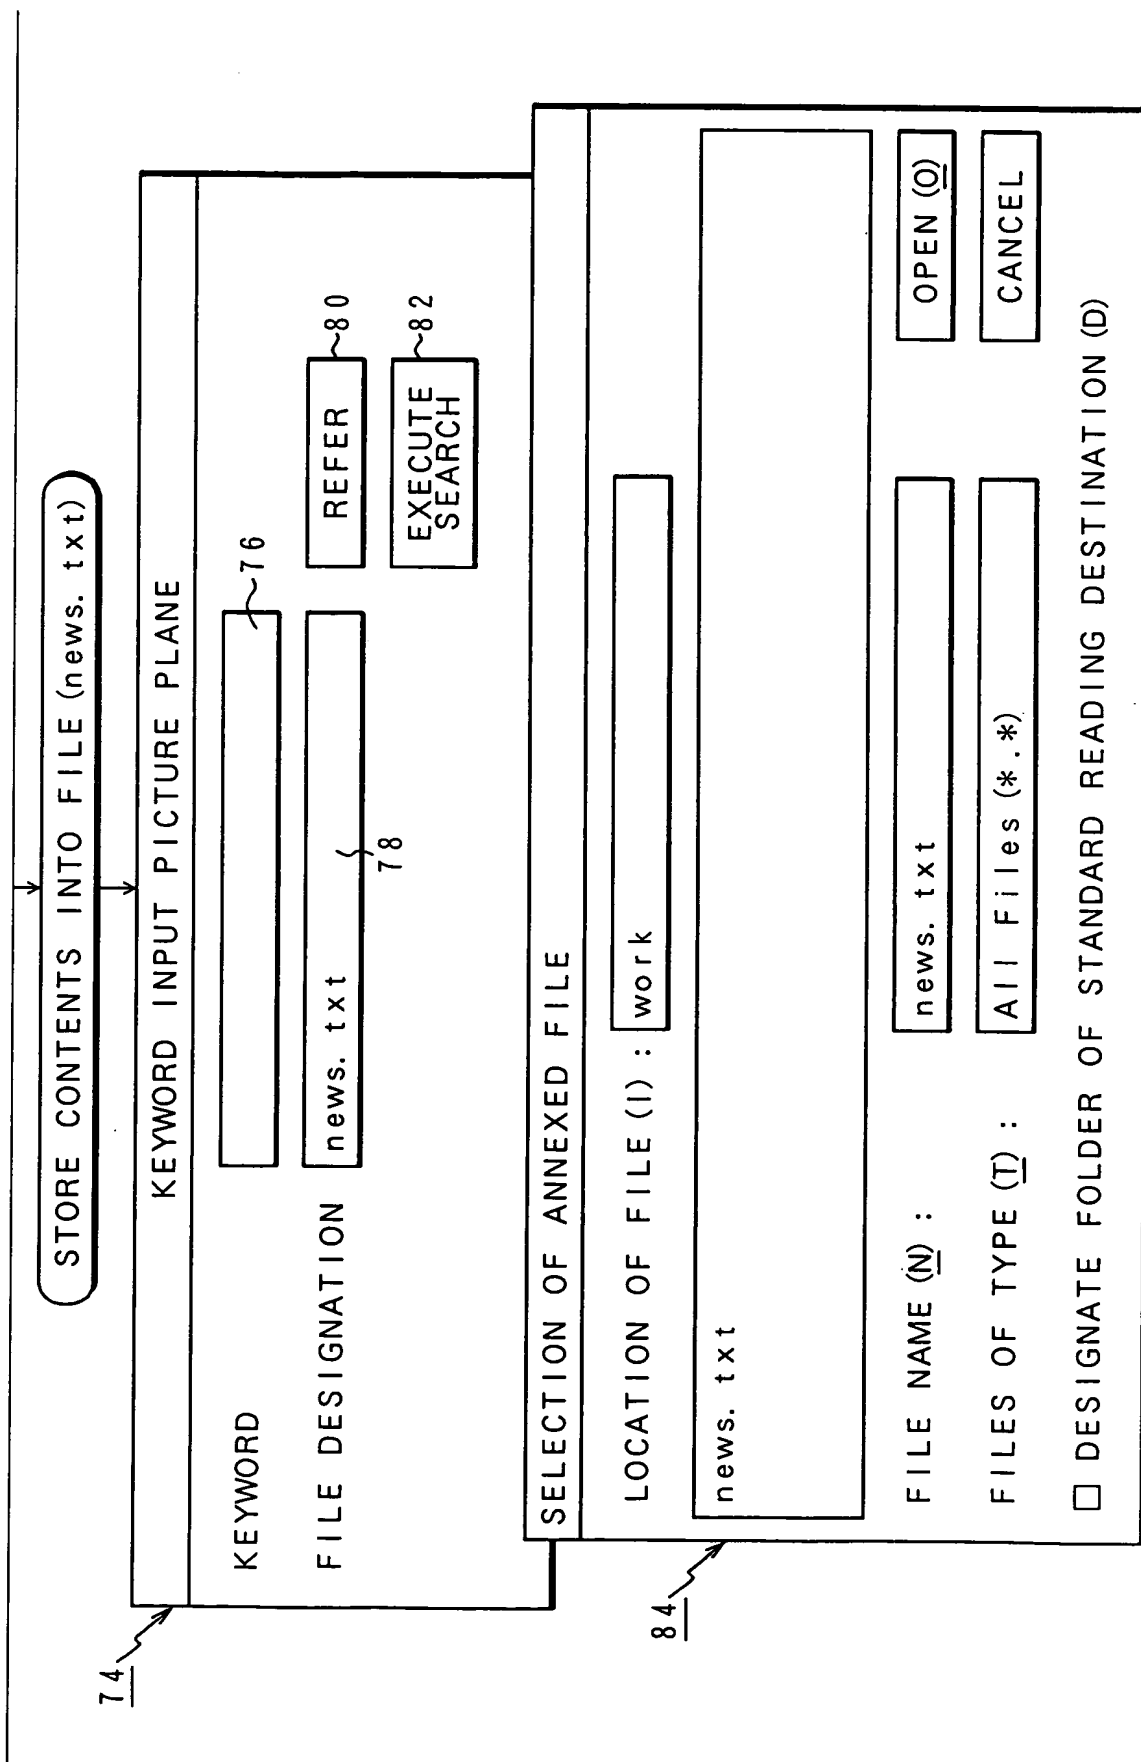 STORE CONTENTS INTO FILE (news. txt)
74
KEYWORD INPUT PICTURE PLANE
KEYWORD
76
FILE DESIGNATION
news. txt
78
REFER
80
EXECUTE
SEARCH
82
84
SELECTION OF ANNEXED FILE
LOCATION OF FILE (I) : work
news. txt
FILE NAME (N) : news. txt OPEN (O)
FILES OF TYPE (T) : All Files (*.*) CANCEL
□ DESIGNATE FOLDER OF STANDARD READING DESTINATION (D)